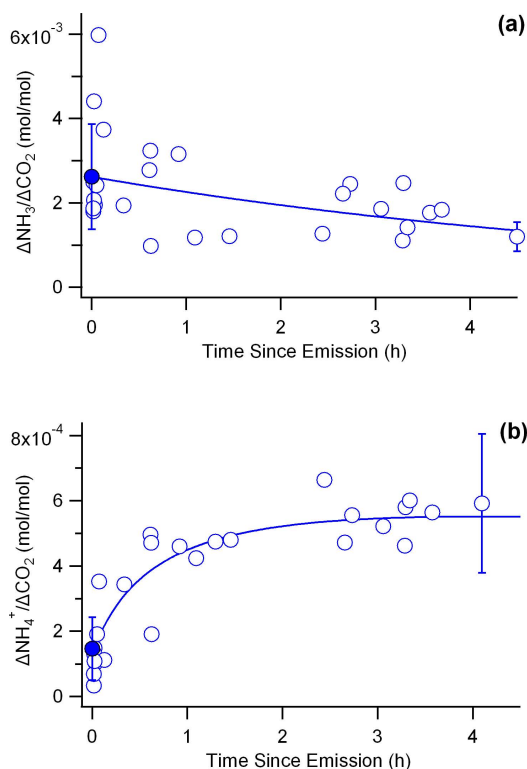 (a)
6x10⁻³
4
2
0
ΔNH₃/ΔCO₂ (mol/mol)
0 1 2 3 4
Time Since Emission (h)
(b)
8x10⁻⁴
6
4
2
0
ΔNH₄⁺/ΔCO₂ (mol/mol)
0 1 2 3 4
Time Since Emission (h)